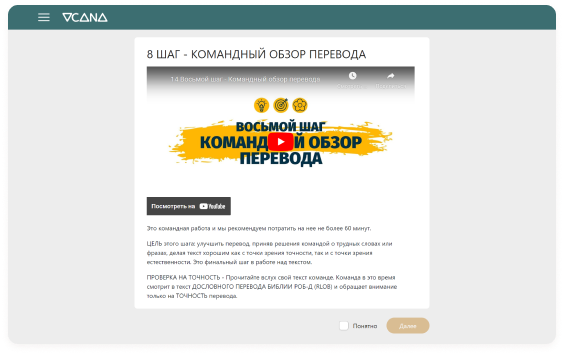 VCANA
8 ШАГ - КОМАНДНЫЙ ОБЗОР ПЕРЕВОДА
14 Восьмой шаг - Командный обзор перевода
ВОСЬМОЙ ШАГ
КОМАНДНЫЙ ОБЗОР
ПЕРЕВОДА
Посмотреть на YouTube
Это командная работа и мы рекомендуем потратить на нее не более 60 минут.
ЦЕЛЬ этого шага: улучшить перевод, приняв решения командой о трудных словах или
фразах, делая текст хорошим как с точки зрения точности, так и с точки зрения
естественности. Это финальный шаг в работе над текстом.
ПРОВЕРКА НА ТОЧНОСТЬ - Прочитайте вслух свой текст команде. Команда в это время
смотрит в текст ДОСЛОВНОГО ПЕРЕВОДА БИБЛИИ РОБ-Д (RLOB) и обращает внимание
только на ТОЧНОСТЬ перевода.
Понятно
Далее